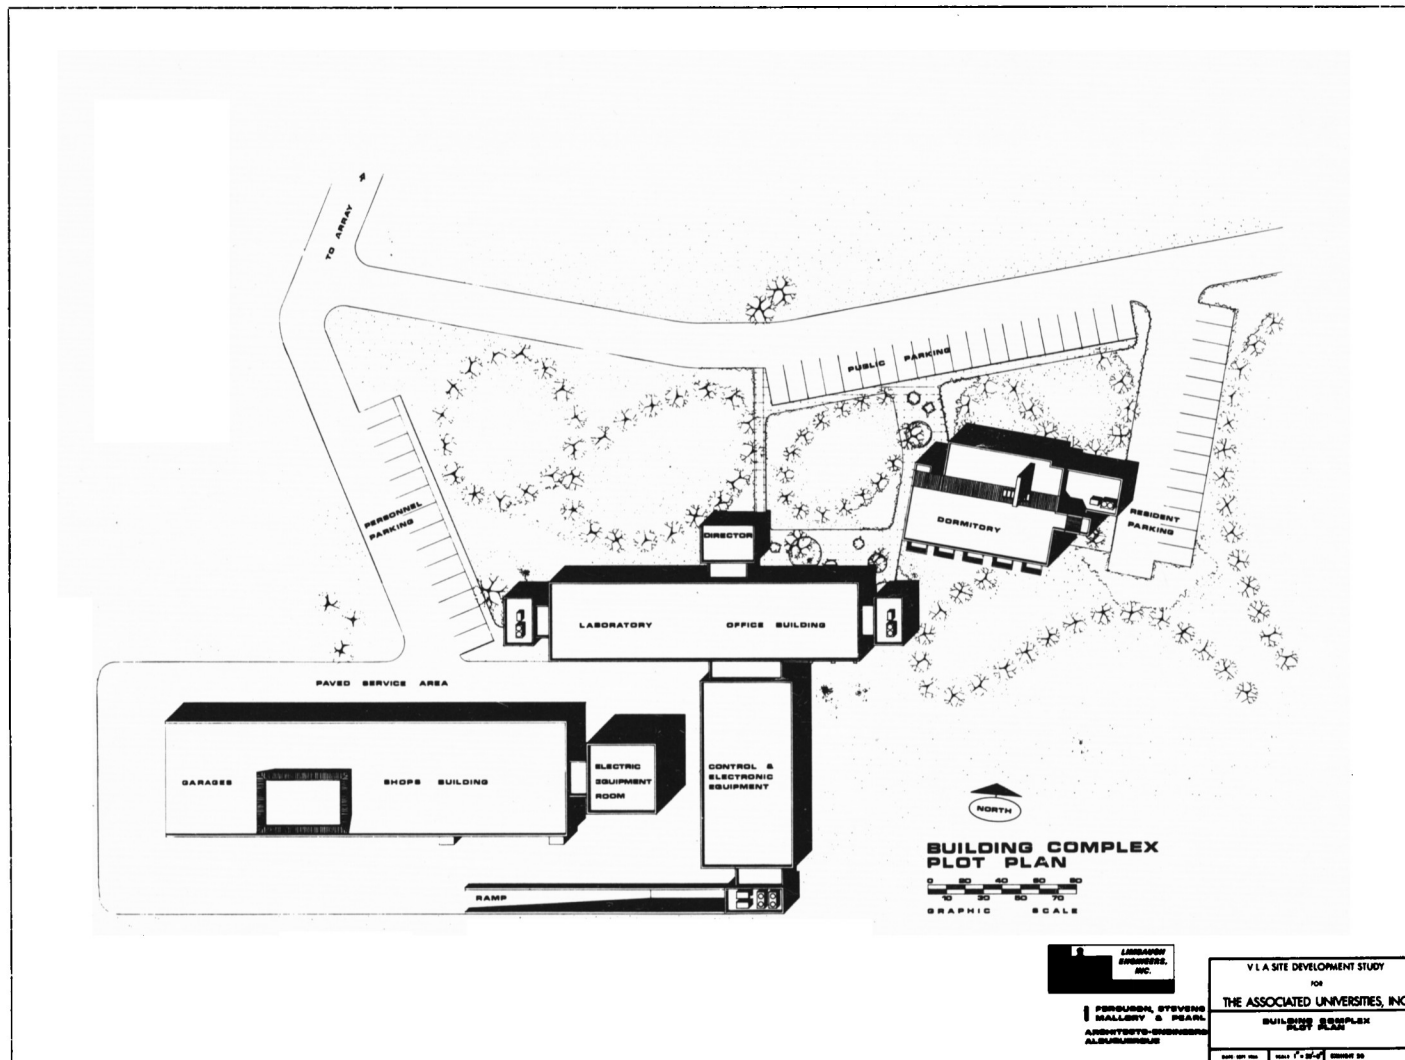 TO ARRAY
PUBLIC PARKING
PERSONNEL
PARKING
RESIDENT
PARKING
DORMITORY
DIRECTOR
LABORATORY OFFICE BUILDING
PAVED SERVICE AREA
GARAGES SHOPS BUILDING
ELECTRIC
EQUIPMENT
ROOM
CONTROL &
ELECTRONIC
EQUIPMENT
RAMP
NORTH
BUILDING COMPLEX
PLOT PLAN
0 20 40 60 80
10 30 50 70
GRAPHIC SCALE
LIMBAUGH
ENGINEERS,
INC.
FERGUSON, STEVENS
MALLORY & PEARL
ARCHITECTS-ENGINEERS
ALBUQUERQUE
V L A SITE DEVELOPMENT STUDY
FOR
THE ASSOCIATED UNIVERSITIES, INC
BUILDING COMPLEX
PLOT PLAN